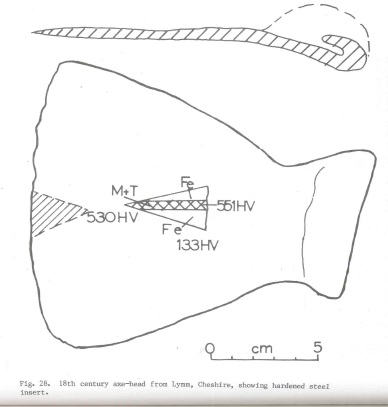 M+T
Fe
551HV
530HV
Fe
133HV
0 cm 5
Fig. 28. 18th century axe-head from Lymm, Cheshire, showing hardened steel
insert.